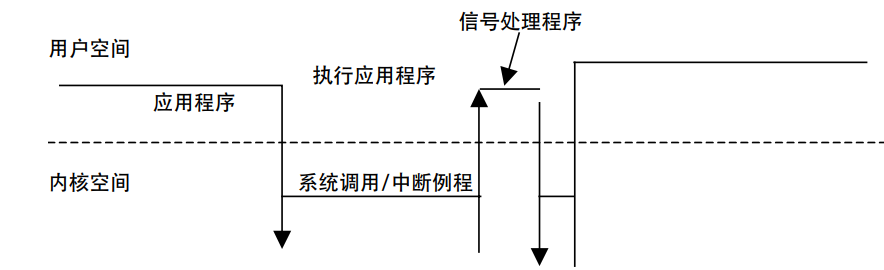 信号处理程序
用户空间
执行应用程序
应用程序
内核空间
系统调用/中断例程